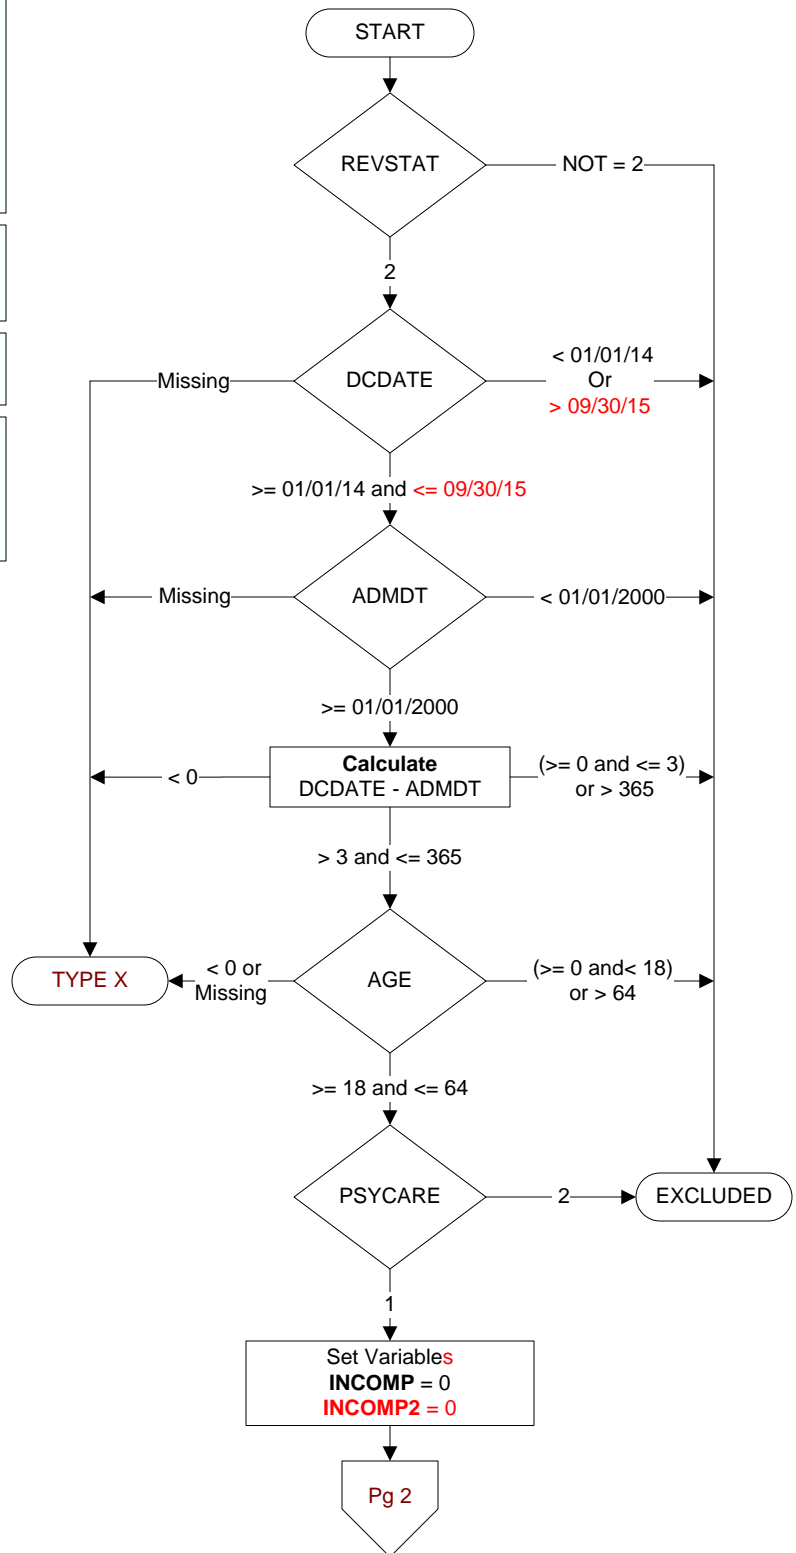 START
REVSTAT
NOT = 2
2
DCDATE
Missing
< 01/01/14
Or
> 09/30/15
>= 01/01/14 and <= 09/30/15
ADMDT
Missing
< 01/01/2000
>= 01/01/2000
Calculate
DCDATE - ADMDT
< 0
(>= 0 and <= 3)
or > 365
> 3 and <= 365
TYPE X
< 0 or
Missing
AGE
(>= 0 and< 18)
or > 64
>= 18 and <= 64
PSYCARE
2
EXCLUDED
1
Set Variables
INCOMP = 0
INCOMP2 = 0
Pg 2